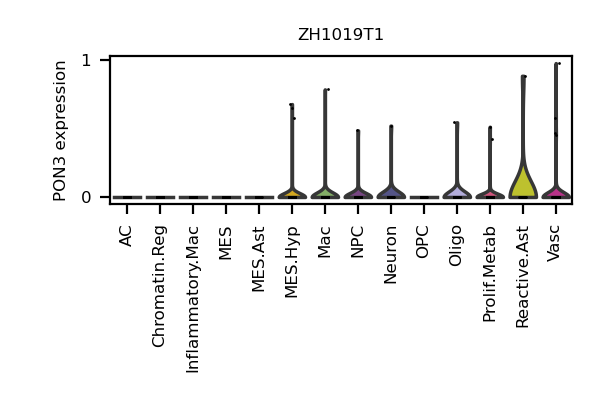 ZH1019T1
PON3 expression
1
0
AC
Chromatin.Reg
Inflammatory.Mac
MES
MES.Ast
MES.Hyp
Mac
NPC
Neuron
OPC
Oligo
Prolif.Metab
Reactive.Ast
Vasc